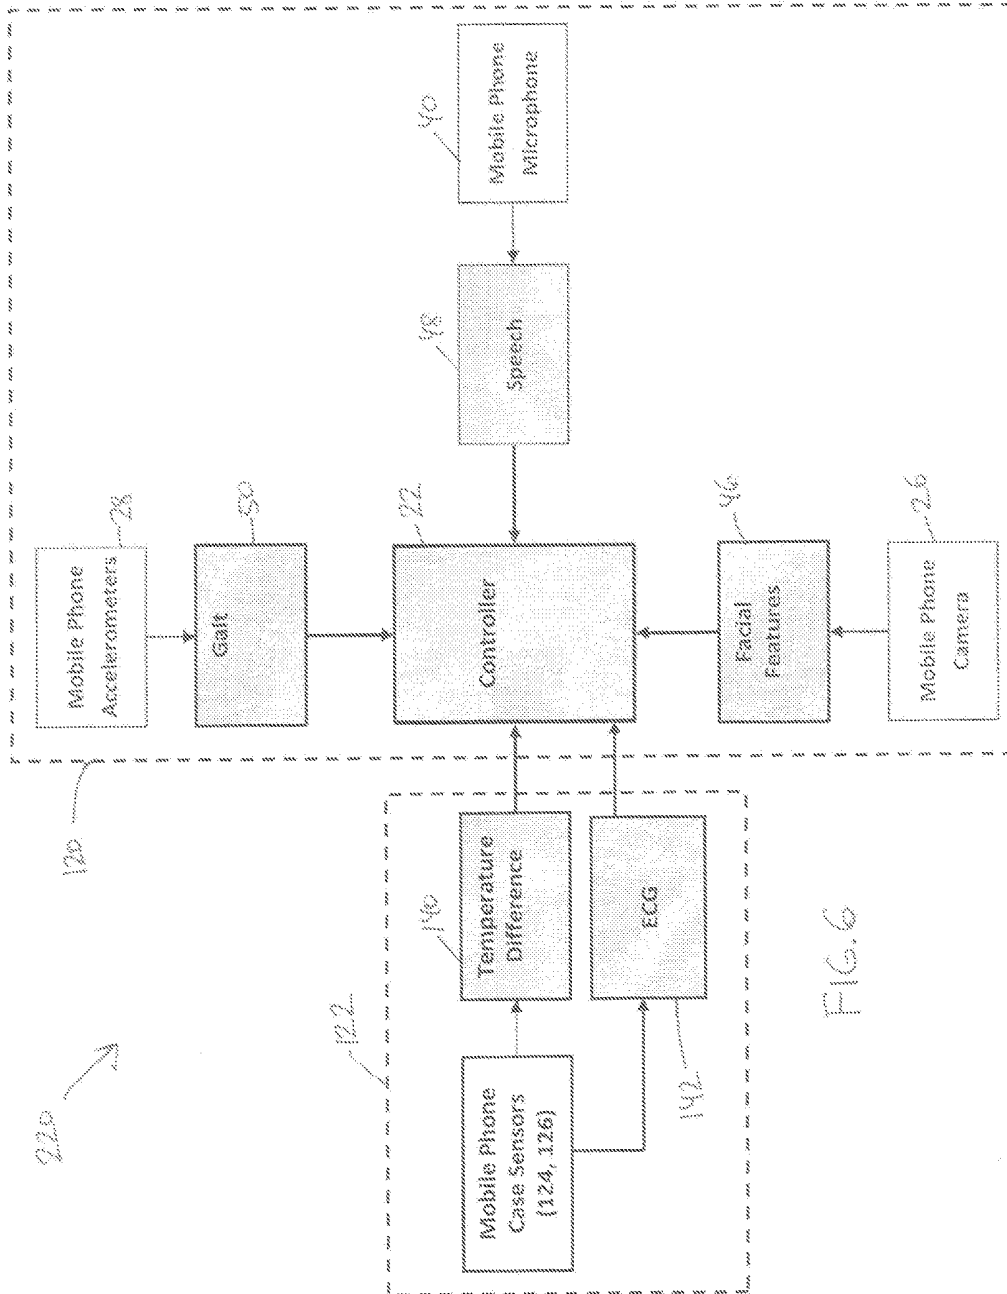 220
120
Mobile Phone
Accelerometers
28
Gait
50
122
Mobile Phone
Case Sensors
(124, 126)
140
Temperature
Difference
ECG
142
Controller
22
Speech
48
Mobile Phone
Microphone
40
Facial
Features
46
Mobile Phone
Camera
26
FIG.6